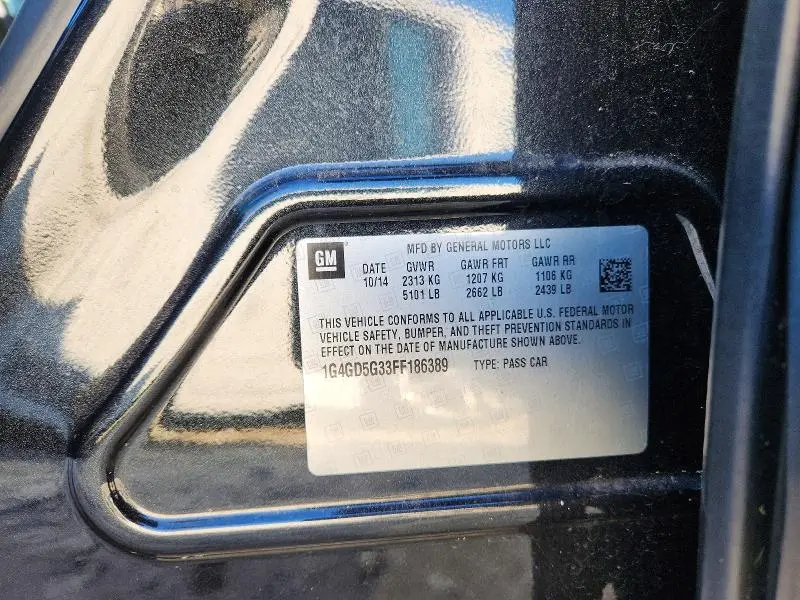 GM
MFD BY GENERAL MOTORS LLC
DATE GVWR GAWR FRT GAWR RR
10/14 2313 KG 1207 KG 1106 KG
5101 LB 2662 LB 2439 LB
THIS VEHICLE CONFORMS TO ALL APPLICABLE U.S. FEDERAL MOTOR
VEHICLE SAFETY, BUMPER, AND THEFT PREVENTION STANDARDS IN
EFFECT ON THE DATE OF MANUFACTURE SHOWN ABOVE.
1G4GD5G33FF186389 TYPE: PASS CAR